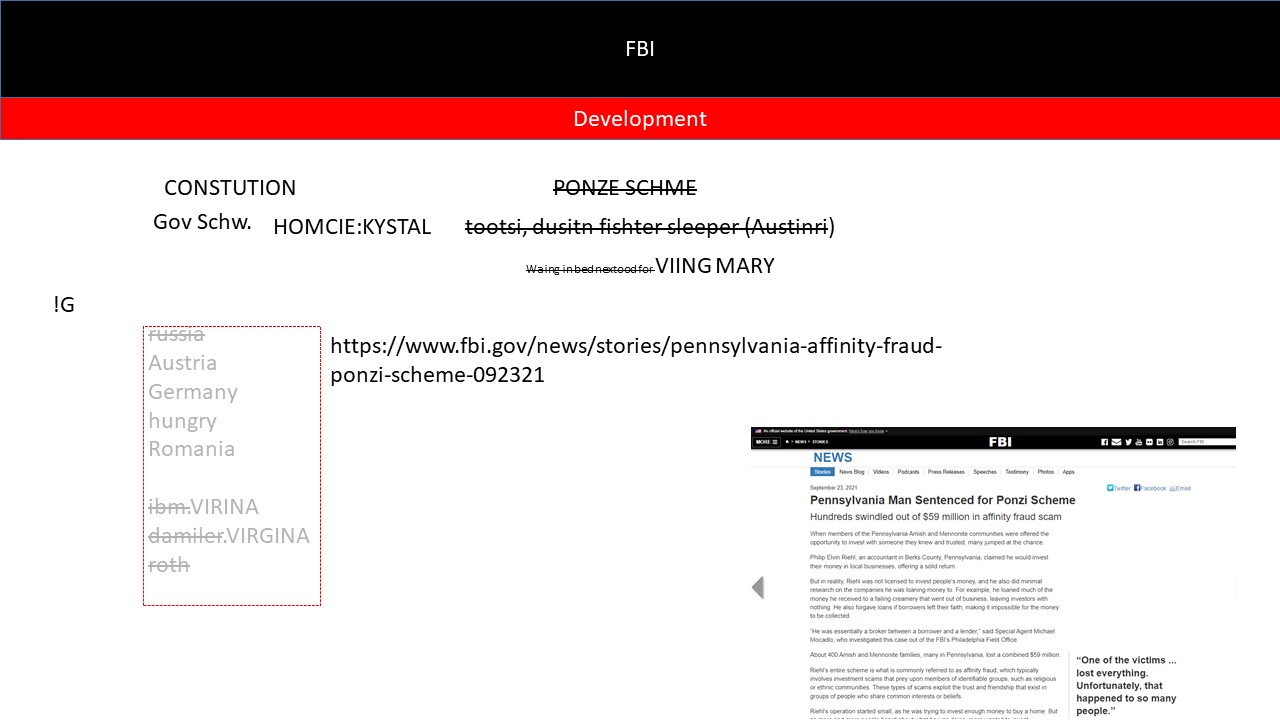 FBI
Development
CONSTUTION
PONZE SCHME
Gov Schw.
HOMCIE:KYSTAL
tootsi, dusitn fishter sleeper (Austinri)
Waing in bed nextood for VIING MARY
!G
russia
Austria
Germany
hungry
Romania
ibm.VIRINA
damiler.VIRGINA
roth
https://www.fbi.gov/news/stories/pennsylvania-affinity-fraud-
ponzi-scheme-092321
An official website of the United States government. Here's how you know
MORE
NEWS > STORIES
FBI
Search FBI
NEWS
Stories News Blog Videos Podcasts Press Releases Speeches Testimony Photos Apps
September 23, 2021
Twitter Facebook Email
Pennsylvania Man Sentenced for Ponzi Scheme
Hundreds swindled out of $59 million in affinity fraud scam
When members of the Pennsylvania Amish and Mennonite communities were offered the
opportunity to invest with someone they knew and trusted, many jumped at the chance.
Philip Elvin Riehl, an accountant in Berks County, Pennsylvania, claimed he would invest
their money in local businesses, offering a solid return.
But in reality, Riehl was not licensed to invest people's money, and he also did minimal
research on the companies he was loaning money to. For example, he loaned much of the
money he received to a failing creamery that went out of business, leaving investors with
nothing. He also forgave loans if borrowers left their faith, making it impossible for the money
to be collected.
"He was essentially a broker between a borrower and a lender," said Special Agent Michael
Mocadlo, who investigated this case out of the FBI's Philadelphia Field Office.
About 400 Amish and Mennonite families, many in Pennsylvania, lost a combined $59 million.
Riehl's entire scheme is what is commonly referred to as affinity fraud, which typically
involves investment scams that prey upon members of identifiable groups, such as religious
or ethnic communities. These types of scams exploit the trust and friendship that exist in
groups of people who share common interests or beliefs.
Riehl's operation started small, as he was trying to invest enough money to buy a home. But
“One of the victims ...
lost everything.
Unfortunately, that
happened to so many
people.”